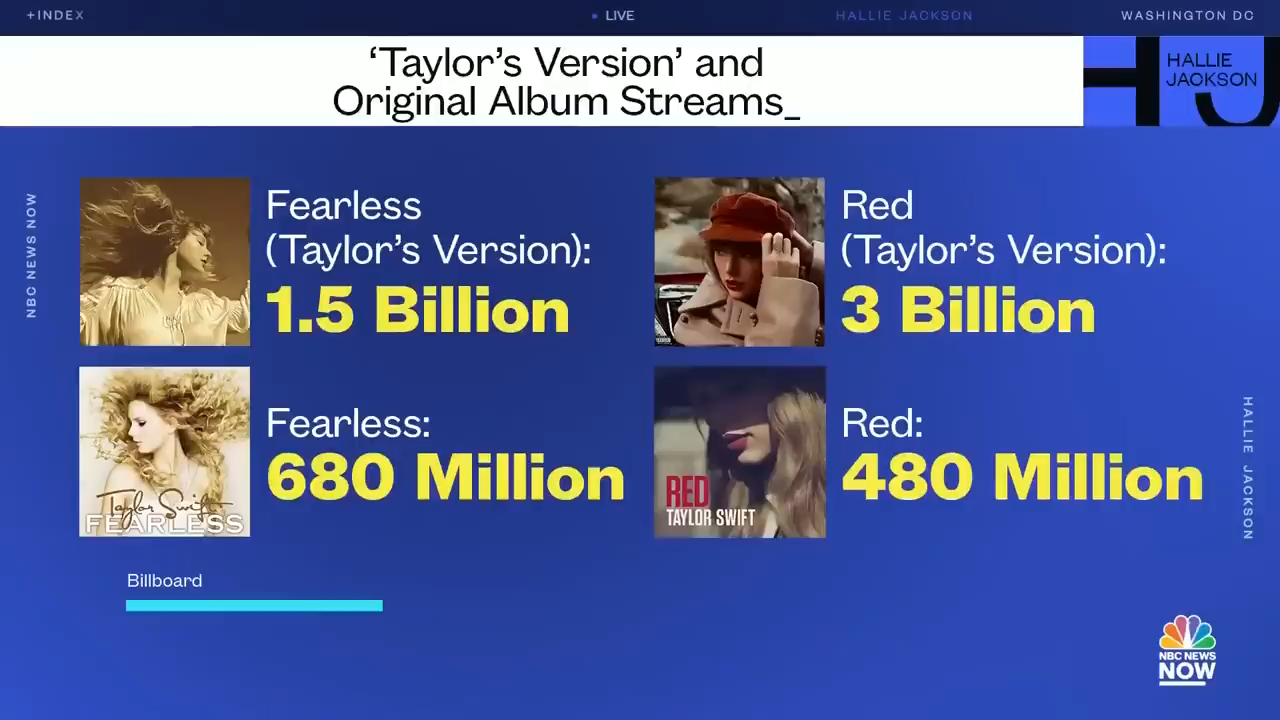 +INDEX
LIVE
HALLIE JACKSON
WASHINGTON DC
‘Taylor’s Version’ and
Original Album Streams_
HALLIE
JACKSON
HJ
NBC NEWS NOW
Fearless
(Taylor’s Version):
1.5 Billion
Red
(Taylor’s Version):
3 Billion
Taylor Swift
FEARLESS
Fearless:
680 Million
RED
TAYLOR SWIFT
Red:
480 Million
HALLIE JACKSON
Billboard
NBC NEWS
NOW